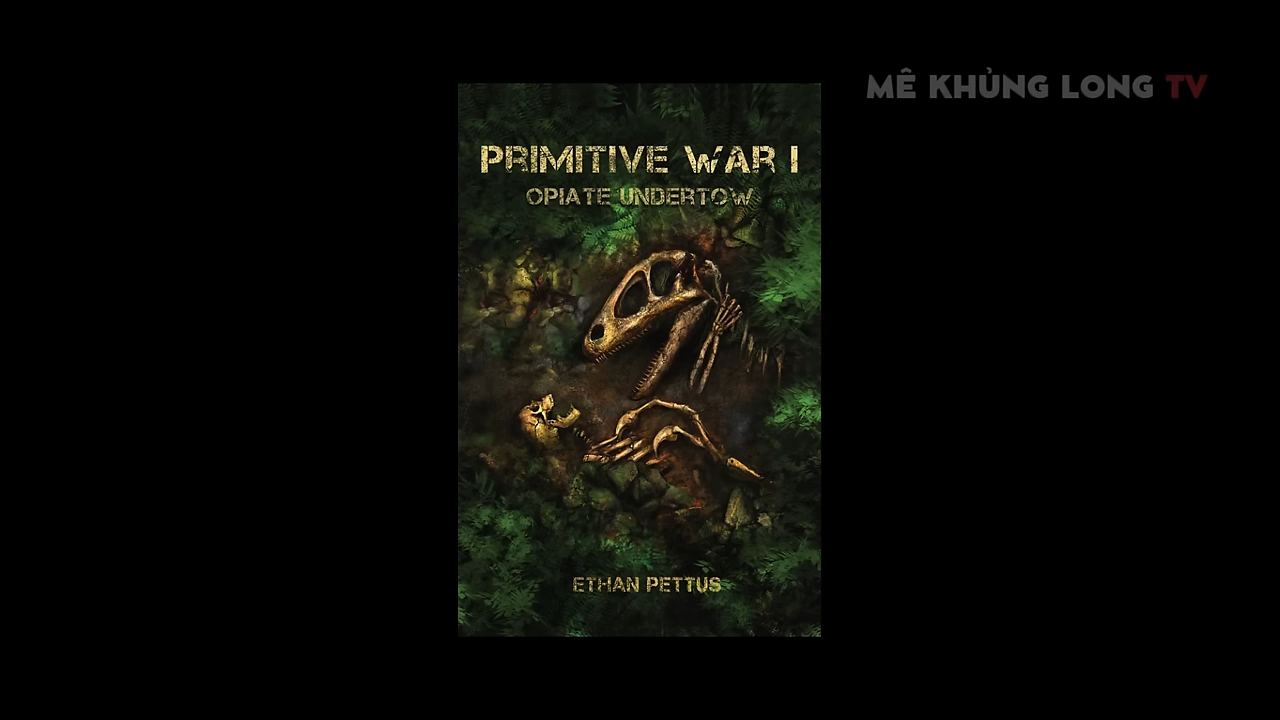 MÊ KHỦNG LONG TV
PRIMITIVE WAR I
OPIATE UNDERTOW
ETHAN PETTUS